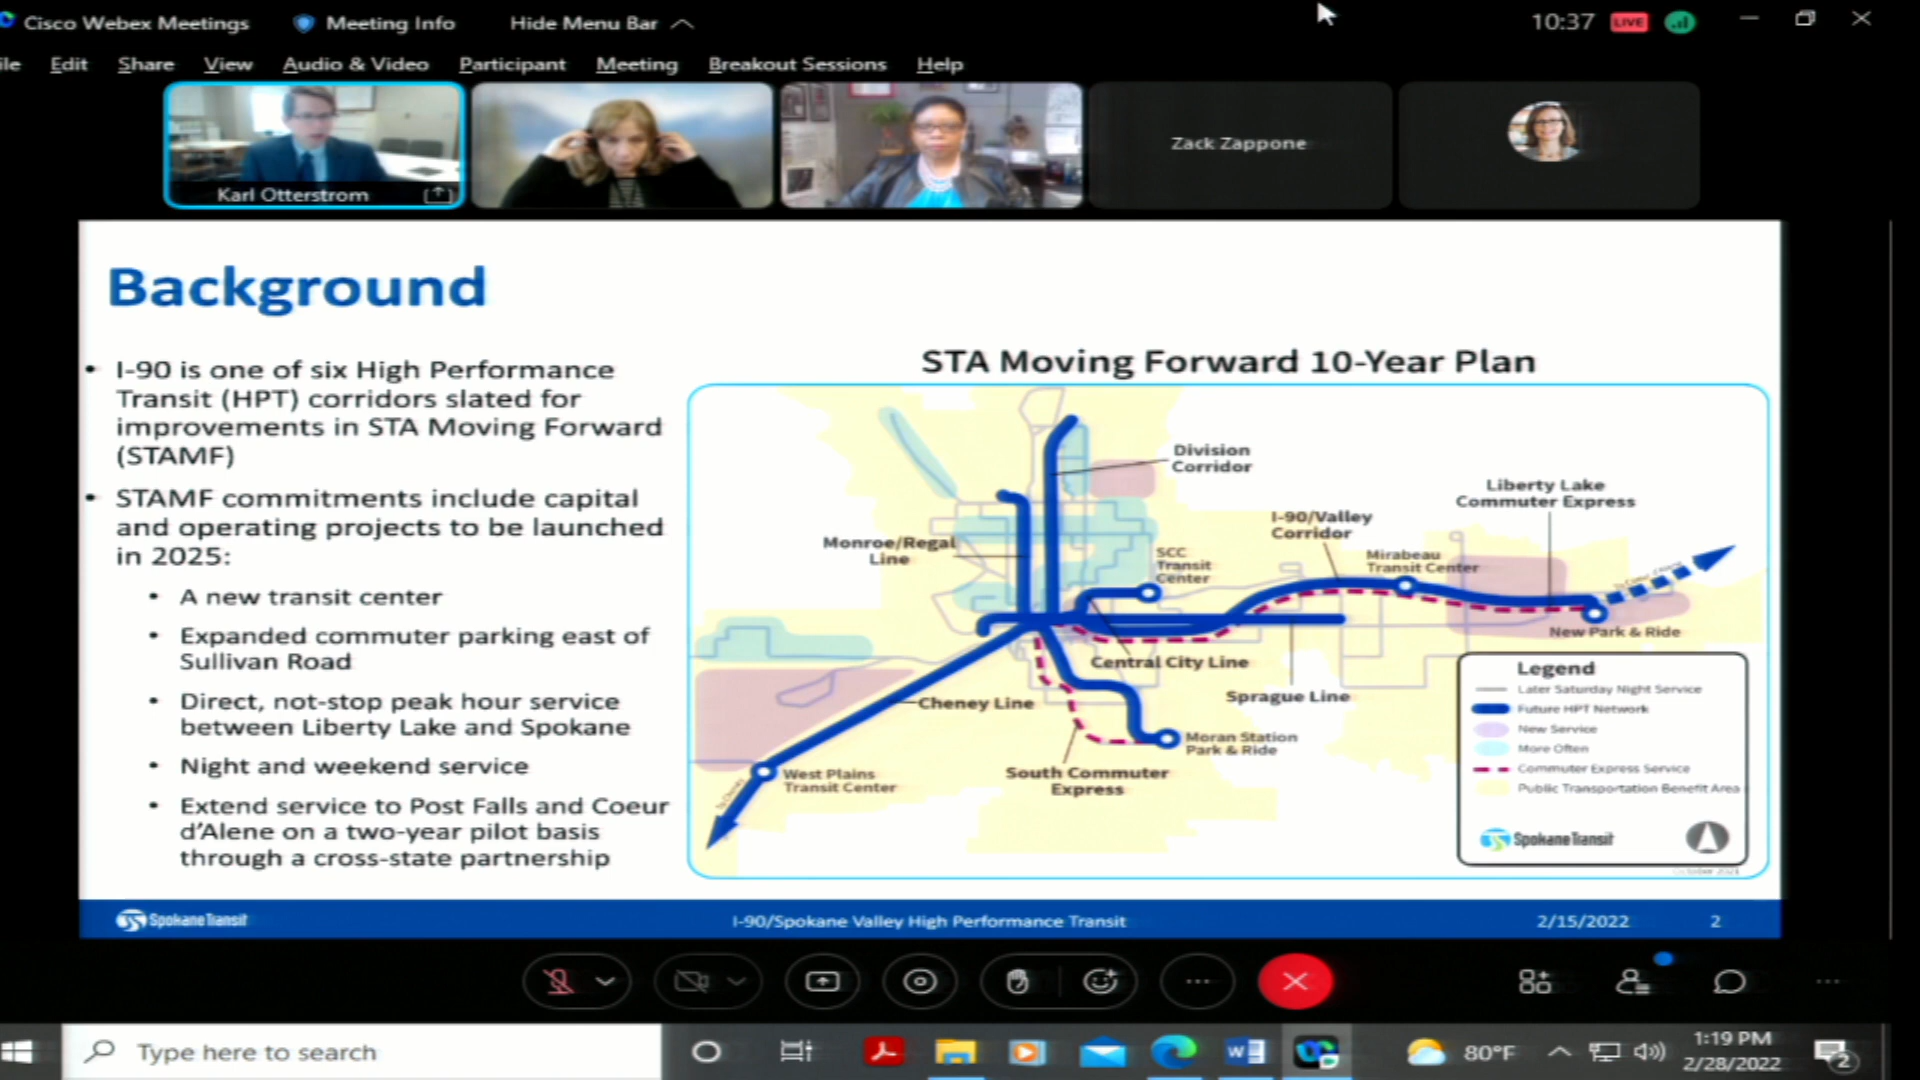 Cisco Webex Meetings
Meeting Info
Hide Menu Bar
10:37
LIVE
ile Edit Share View Audio & Video Participant Meeting Breakout Sessions Help
Karl Otterstrom
Zack Zappone
Background
• I-90 is one of six High Performance
Transit (HPT) corridors slated for
improvements in STA Moving Forward
(STAMF)
• STAMF commitments include capital
and operating projects to be launched
in 2025:
• A new transit center
• Expanded commuter parking east of
Sullivan Road
• Direct, not-stop peak hour service
between Liberty Lake and Spokane
• Night and weekend service
• Extend service to Post Falls and Coeur
d'Alene on a two-year pilot basis
through a cross-state partnership
STA Moving Forward 10-Year Plan
Division
Corridor
Liberty Lake
Commuter Express
I-90/Valley
Corridor
Monroe/Regal
Line
SCC
Transit
Center
Mirabeau
Transit Center
New Park & Ride
Central City Line
Sprague Line
Cheney Line
Moran Station
Park & Ride
South Commuter
Express
West Plains
Transit Center
Legend
Later Saturday Night Service
Future HPT Network
New Service
More Often
Commuter Express Service
Public Transportation Benefit Area
SpokaneTransit
October 2021
SpokaneTransit
I-90/Spokane Valley High Performance Transit
2/15/2022
2
Type here to search
80°F
1:19 PM
2/28/2022
2